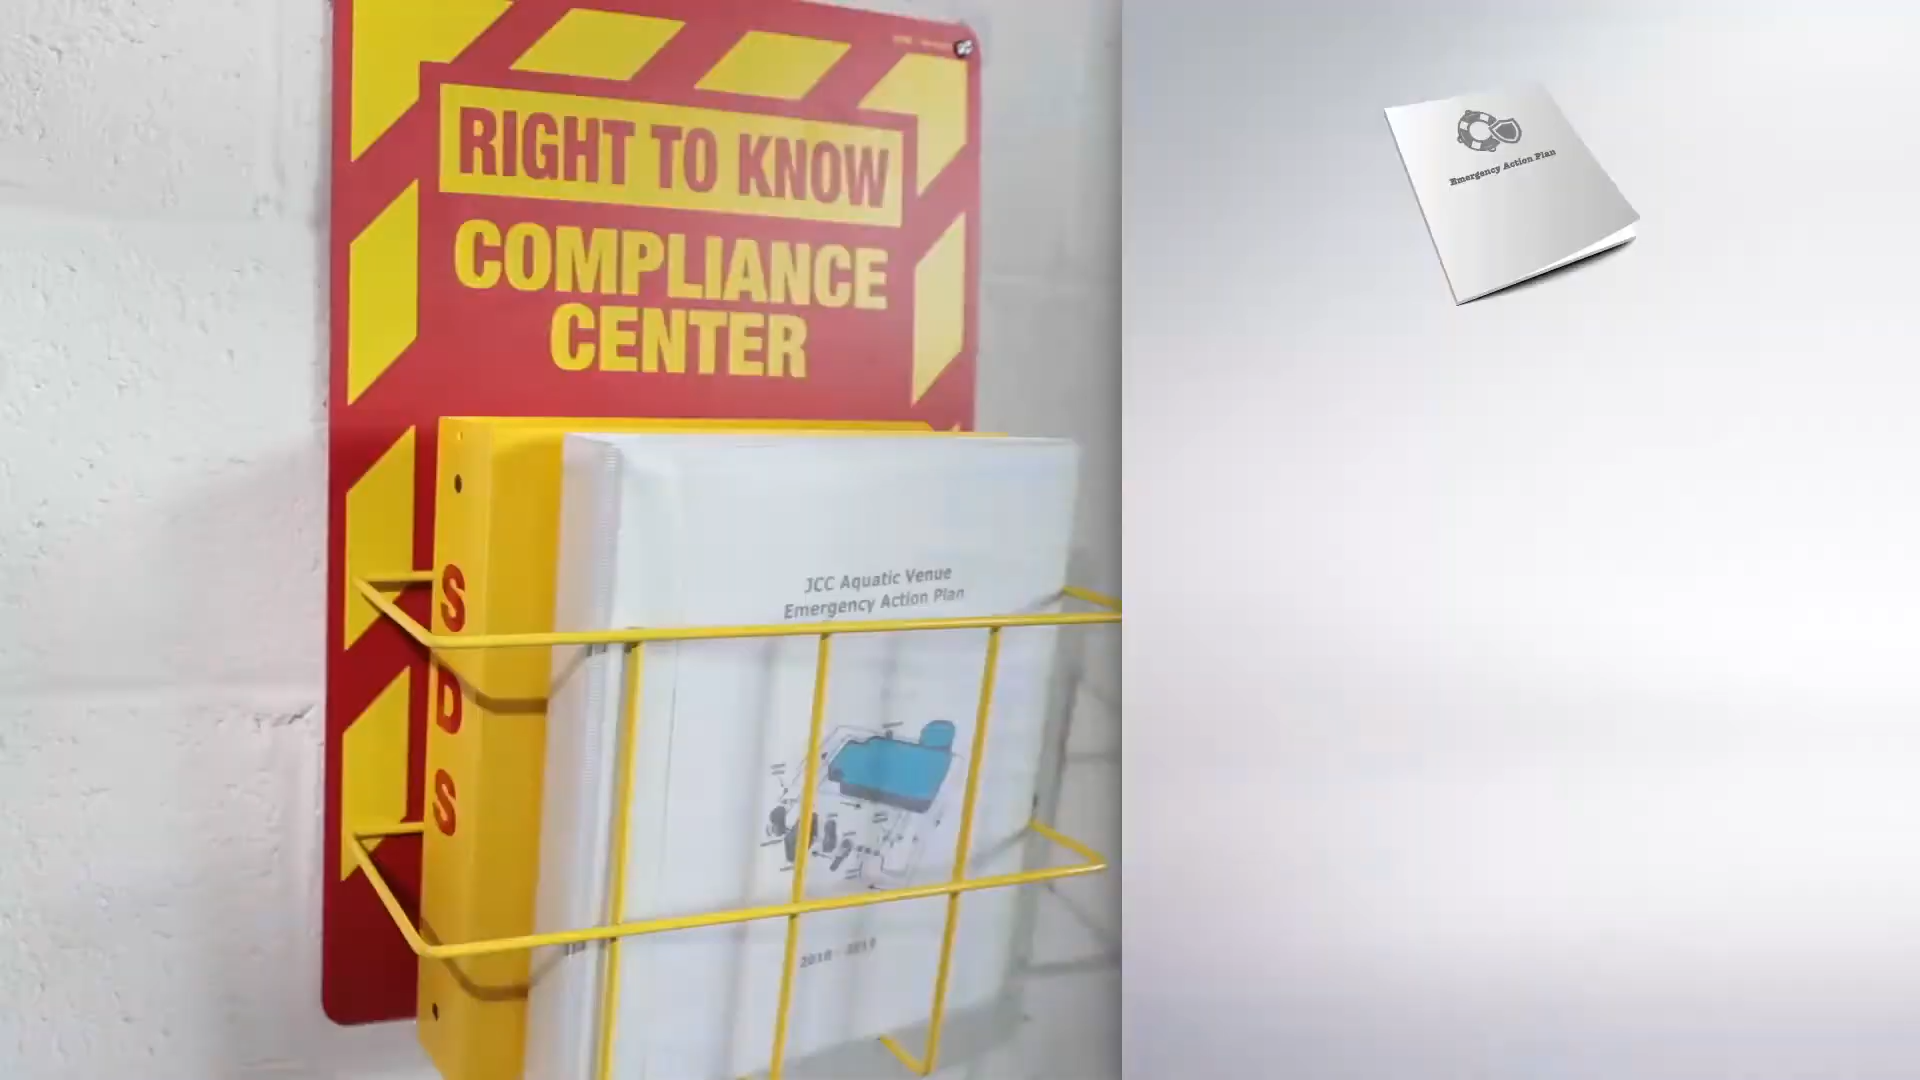 RIGHT TO KNOW
COMPLIANCE
CENTER
S
D
S
JCC Aquatic Venue
Emergency Action Plan
Emergency Action Plan